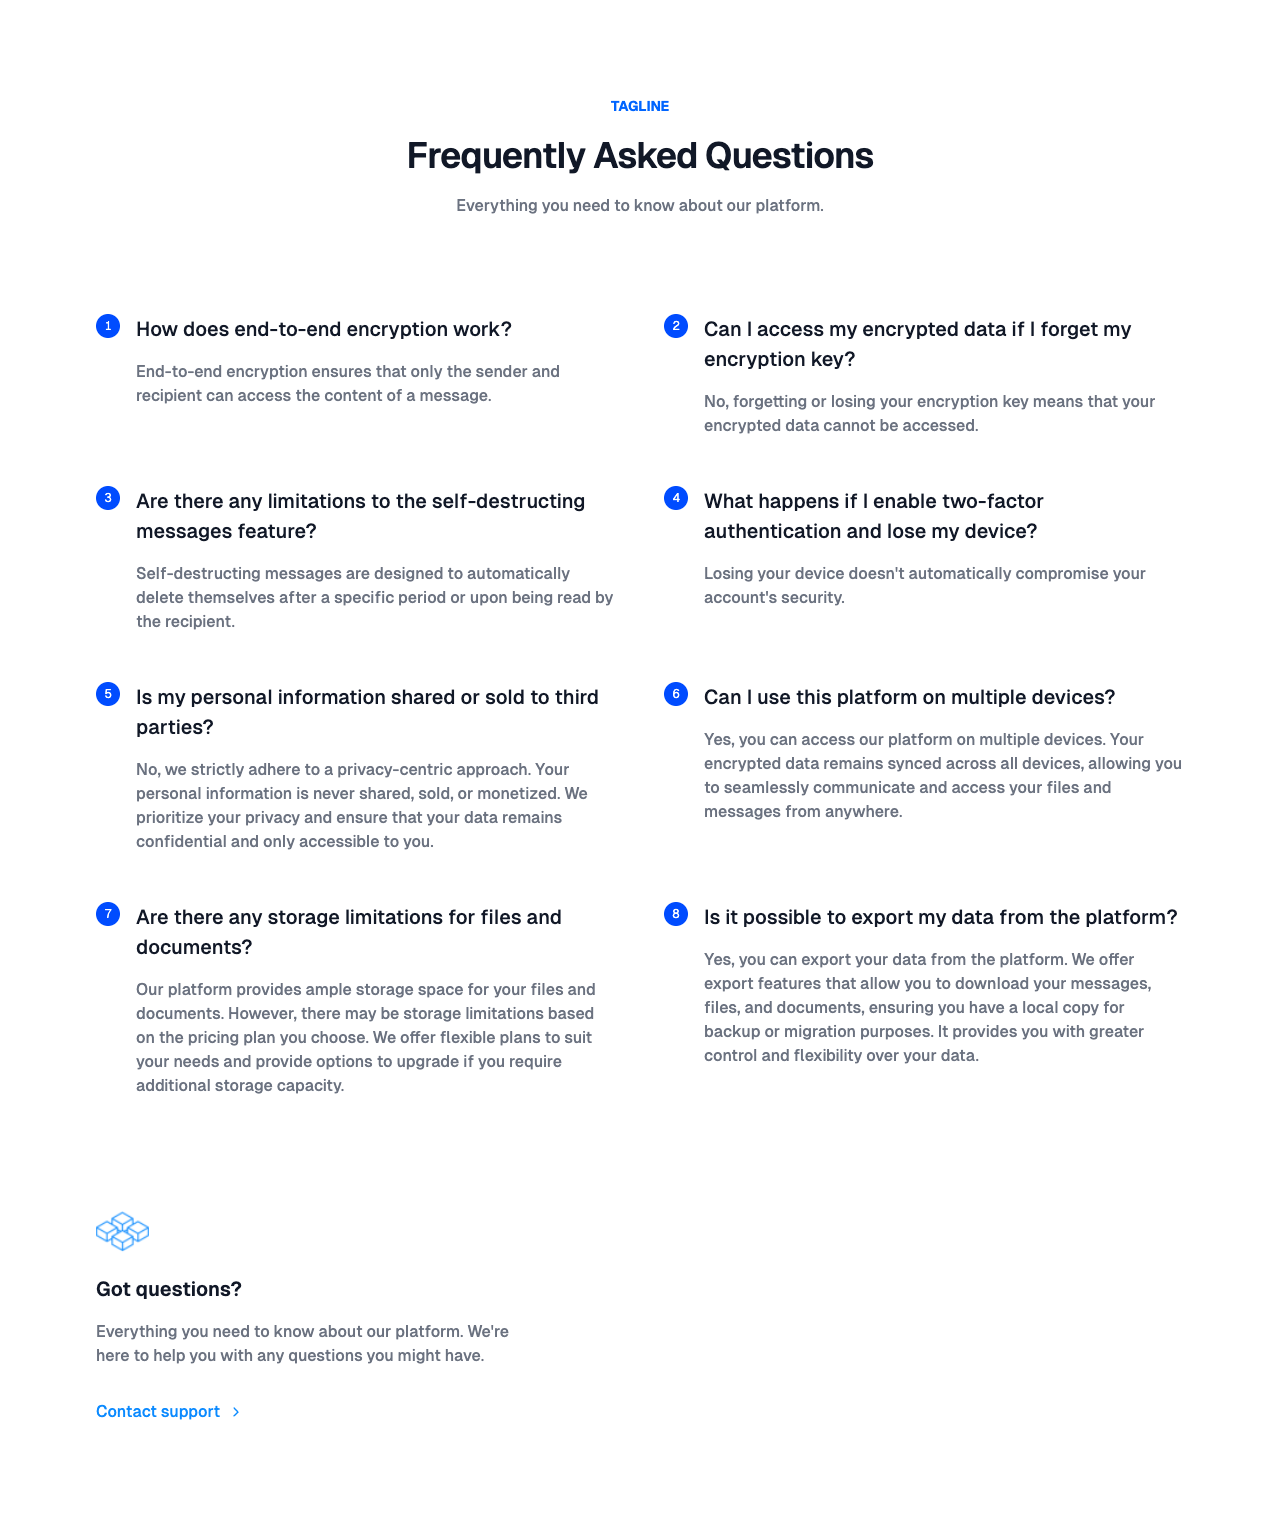 TAGLINE
Frequently Asked Questions
Everything you need to know about our platform.
1
How does end-to-end encryption work?
End-to-end encryption ensures that only the sender and
recipient can access the content of a message.
2
Can I access my encrypted data if I forget my
encryption key?
No, forgetting or losing your encryption key means that your
encrypted data cannot be accessed.
3
Are there any limitations to the self-destructing
messages feature?
Self-destructing messages are designed to automatically
delete themselves after a specific period or upon being read by
the recipient.
4
What happens if I enable two-factor
authentication and lose my device?
Losing your device doesn't automatically compromise your
account's security.
5
Is my personal information shared or sold to third
parties?
No, we strictly adhere to a privacy-centric approach. Your
personal information is never shared, sold, or monetized. We
prioritize your privacy and ensure that your data remains
confidential and only accessible to you.
6
Can I use this platform on multiple devices?
Yes, you can access our platform on multiple devices. Your
encrypted data remains synced across all devices, allowing you
to seamlessly communicate and access your files and
messages from anywhere.
7
Are there any storage limitations for files and
documents?
Our platform provides ample storage space for your files and
documents. However, there may be storage limitations based
on the pricing plan you choose. We offer flexible plans to suit
your needs and provide options to upgrade if you require
additional storage capacity.
8
Is it possible to export my data from the platform?
Yes, you can export your data from the platform. We offer
export features that allow you to download your messages,
files, and documents, ensuring you have a local copy for
backup or migration purposes. It provides you with greater
control and flexibility over your data.
Got questions?
Everything you need to know about our platform. We're
here to help you with any questions you might have.
Contact support